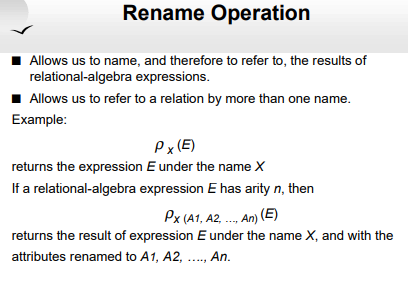 Rename Operation
■ Allows us to name, and therefore to refer to, the results of
relational-algebra expressions.
■ Allows us to refer to a relation by more than one name.
Example:
ρ x (E)
returns the expression E under the name X
If a relational-algebra expression E has arity n, then
ρx (A1, A2, ..., An) (E)
returns the result of expression E under the name X, and with the
attributes renamed to A1, A2, ...., An.